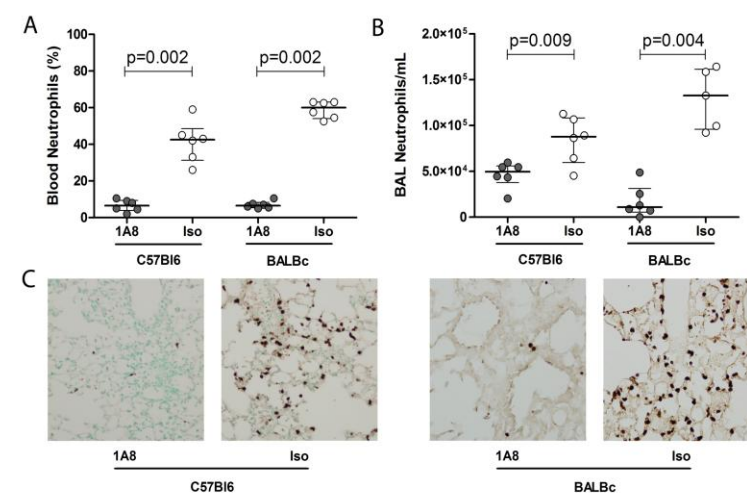 A
Blood Neutrophils (%)
100
80
60
40
20
0
p=0.002
p=0.002
1A8
Iso
1A8
Iso
C57Bl6
BALBc
B
BAL Neutrophils/mL
2.0×10⁵
1.5×10⁵
1.0×10⁵
5.0×10⁴
0
p=0.009
p=0.004
1A8
Iso
1A8
Iso
C57Bl6
BALBc
C
1A8
Iso
C57Bl6
1A8
Iso
BALBc